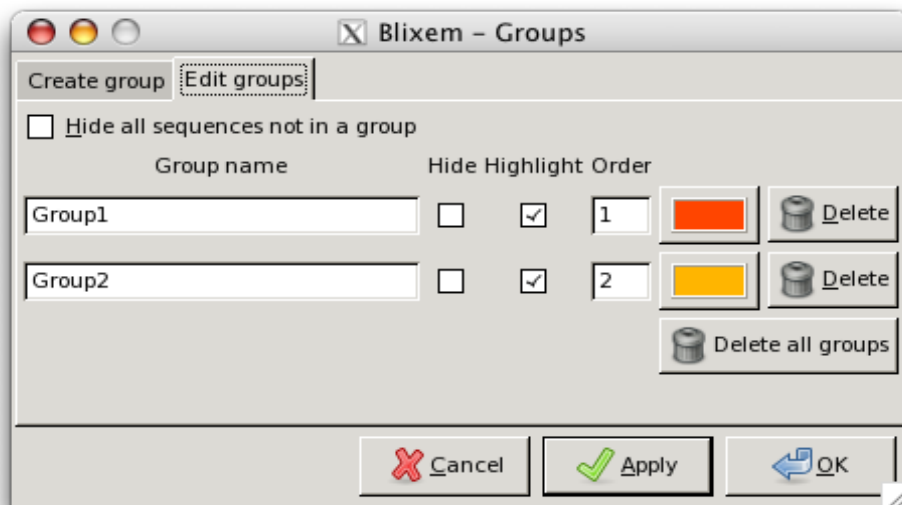 Blixem – Groups
Create group Edit groups
Hide all sequences not in a group
Group name Hide Highlight Order
Group1 1 Delete
Group2 2 Delete
Delete all groups
Cancel Apply OK